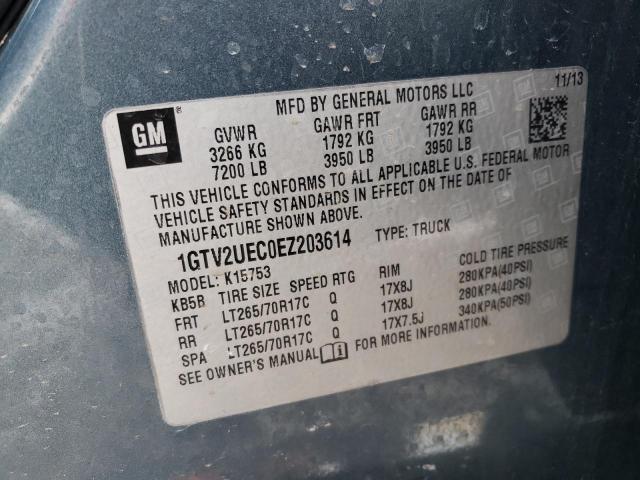 11/13
MFD BY GENERAL MOTORS LLC
GM
GVWR GAWR FRT GAWR RR
3266 KG 1792 KG 1792 KG
7200 LB 3950 LB 3950 LB
THIS VEHICLE CONFORMS TO ALL APPLICABLE U.S. FEDERAL MOTOR
VEHICLE SAFETY STANDARDS IN EFFECT ON THE DATE OF
MANUFACTURE SHOWN ABOVE.
1GTV2UEC0EZ203614 TYPE: TRUCK
MODEL: K15753
KB5B TIRE SIZE SPEED RTG RIM COLD TIRE PRESSURE
FRT LT265/70R17C Q 17X8J 280KPA(40PSI)
RR LT265/70R17C Q 17X8J 280KPA(40PSI)
SPA LT265/70R17C Q 17X7.5J 340KPA(50PSI)
SEE OWNER'S MANUAL FOR MORE INFORMATION.